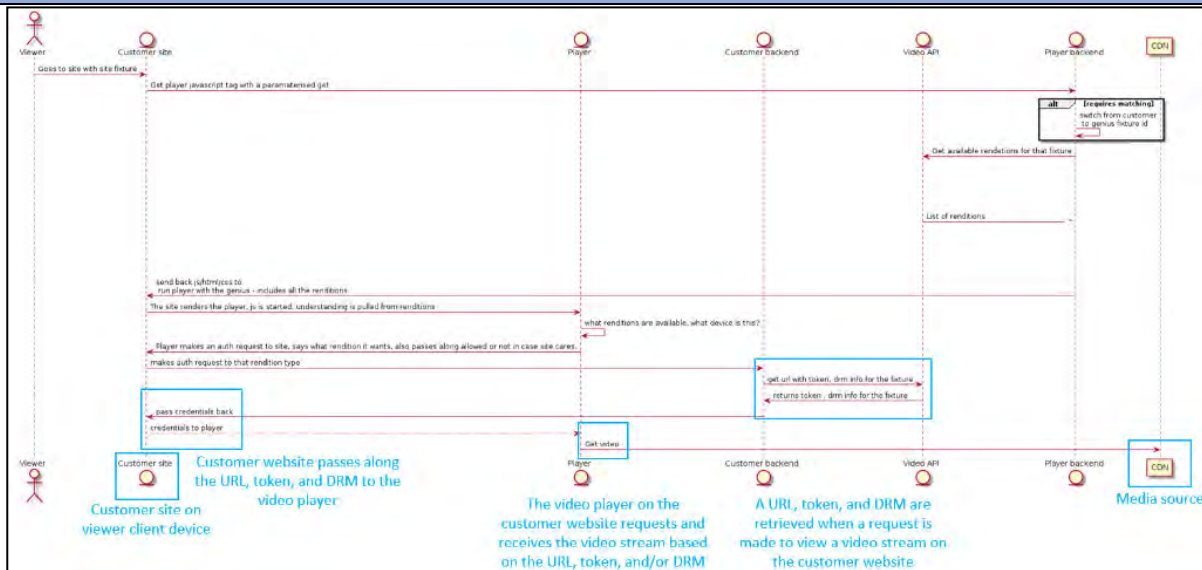 Viewer
Customer site
Player
Customer backend
Video API
Player backend
CDN
Goes to site with site fixture
Get player javascript tag with a paramaterised get
alt
[requires matching]
switch from customer
to genius fixture id
Get available renditions for that fixture
List of renditions
send back js/html/css to
run player with the genius - includes all the renditions
The site renders the player, js is started, understanding is pulled from renditions
what renditions are available, what device is this?
Player makes an auth request to site, says what rendition it wants, also passes along allowed or not in case site cares.
makes auth request to that rendition type
get url with token, drm info for the fixture
returns token , drm info for the fixture
pass credentials back
credentials to player
Get video
Viewer
Customer site
Player
Customer backend
Video API
Player backend
CDN
Customer website passes along
the URL, token, and DRM to the
video player
Customer site on
viewer client device
The video player on the
customer website requests and
receives the video stream based
on the URL, token, and/or DRM
A URL, token, and DRM are
retrieved when a request is
made to view a video stream on
the customer website
Media source